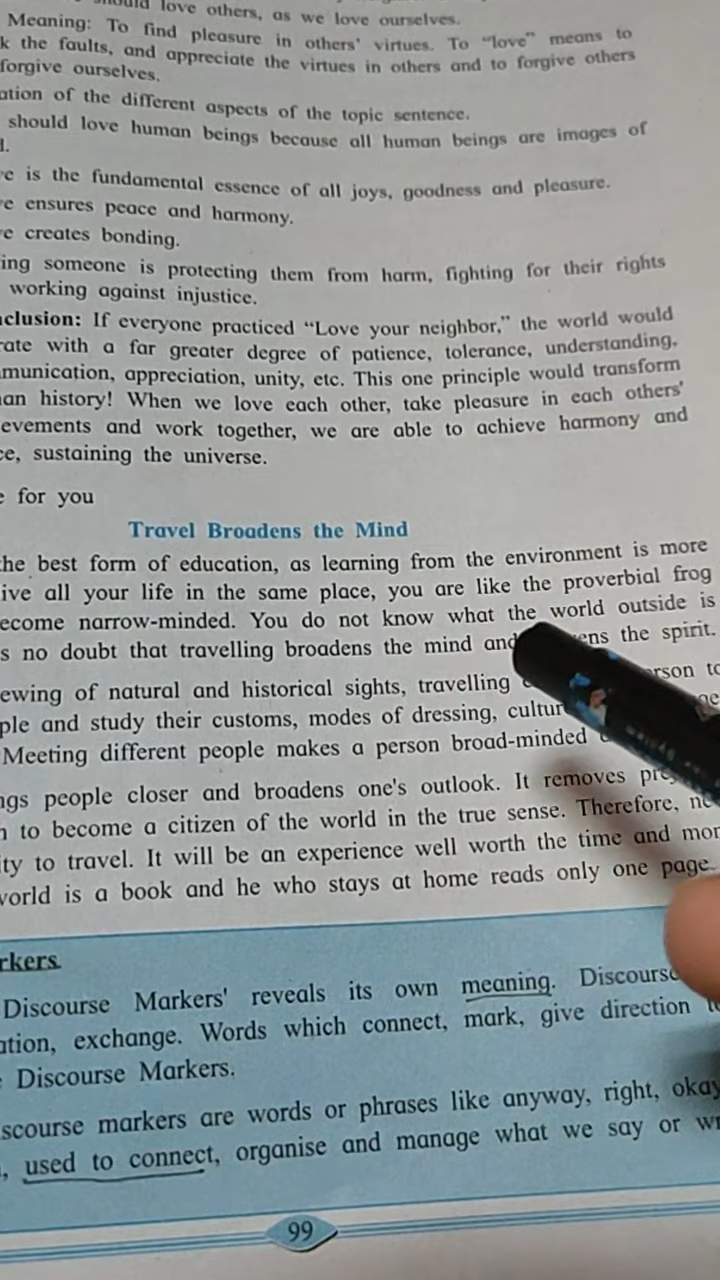 should love others, as we love ourselves.
Meaning: To find pleasure in others' virtues. To "love" means to
k the faults, and appreciate the virtues in others and to forgive others
forgive ourselves.
ation of the different aspects of the topic sentence.
should love human beings because all human beings are images of
d.
e is the fundamental essence of all joys, goodness and pleasure.
e ensures peace and harmony.
e creates bonding.
ing someone is protecting them from harm, fighting for their rights
working against injustice.
clusion: If everyone practiced "Love your neighbor," the world would
rate with a far greater degree of patience, tolerance, understanding,
munication, appreciation, unity, etc. This one principle would transform
an history! When we love each other, take pleasure in each others'
evements and work together, we are able to achieve harmony and
ce, sustaining the universe.
e for you
Travel Broadens the Mind
the best form of education, as learning from the environment is more
ive all your life in the same place, you are like the proverbial frog
ecome narrow-minded. You do not know what the world outside is
s no doubt that travelling broadens the mind and ens the spirit.
ewing of natural and historical sights, travelling erson to
ple and study their customs, modes of dressing, cultur ge
Meeting different people makes a person broad-minded
ngs people closer and broadens one's outlook. It removes pre
n to become a citizen of the world in the true sense. Therefore, ne
ity to travel. It will be an experience well worth the time and mon
world is a book and he who stays at home reads only one page.
rkers
Discourse Markers' reveals its own meaning. Discourse
ation, exchange. Words which connect, mark, give direction to
e Discourse Markers.
scourse markers are words or phrases like anyway, right, okay
, used to connect, organise and manage what we say or wr
99